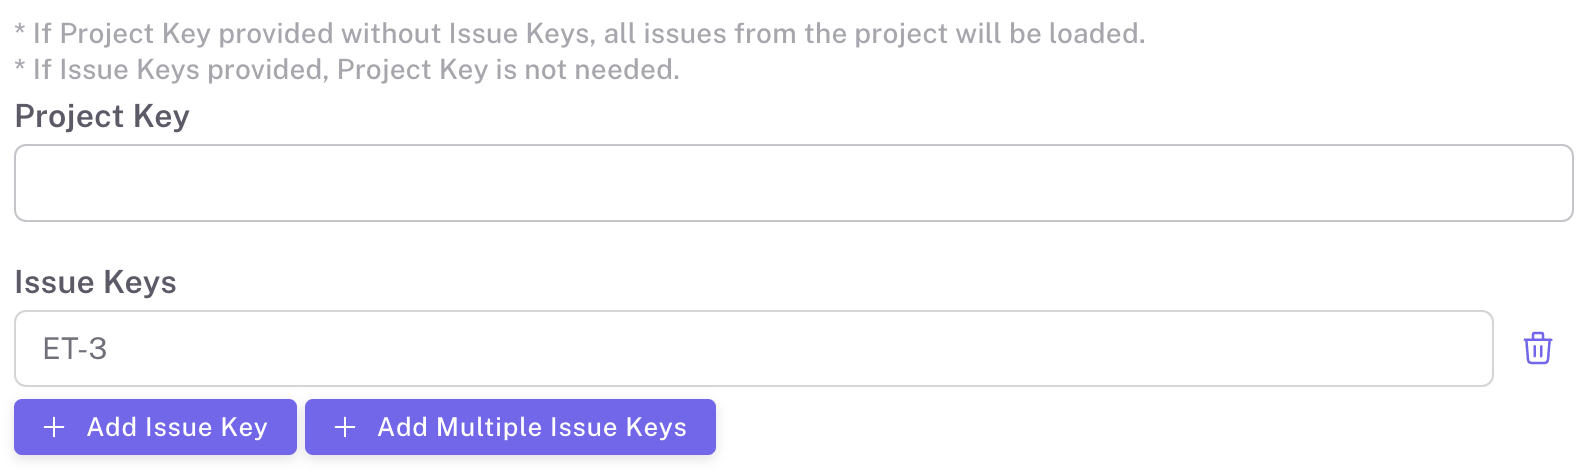 * If Project Key provided without Issue Keys, all issues from the project will be loaded.
* If Issue Keys provided, Project Key is not needed.
Project Key
Issue Keys
ET-3
Add Issue Key
Add Multiple Issue Keys